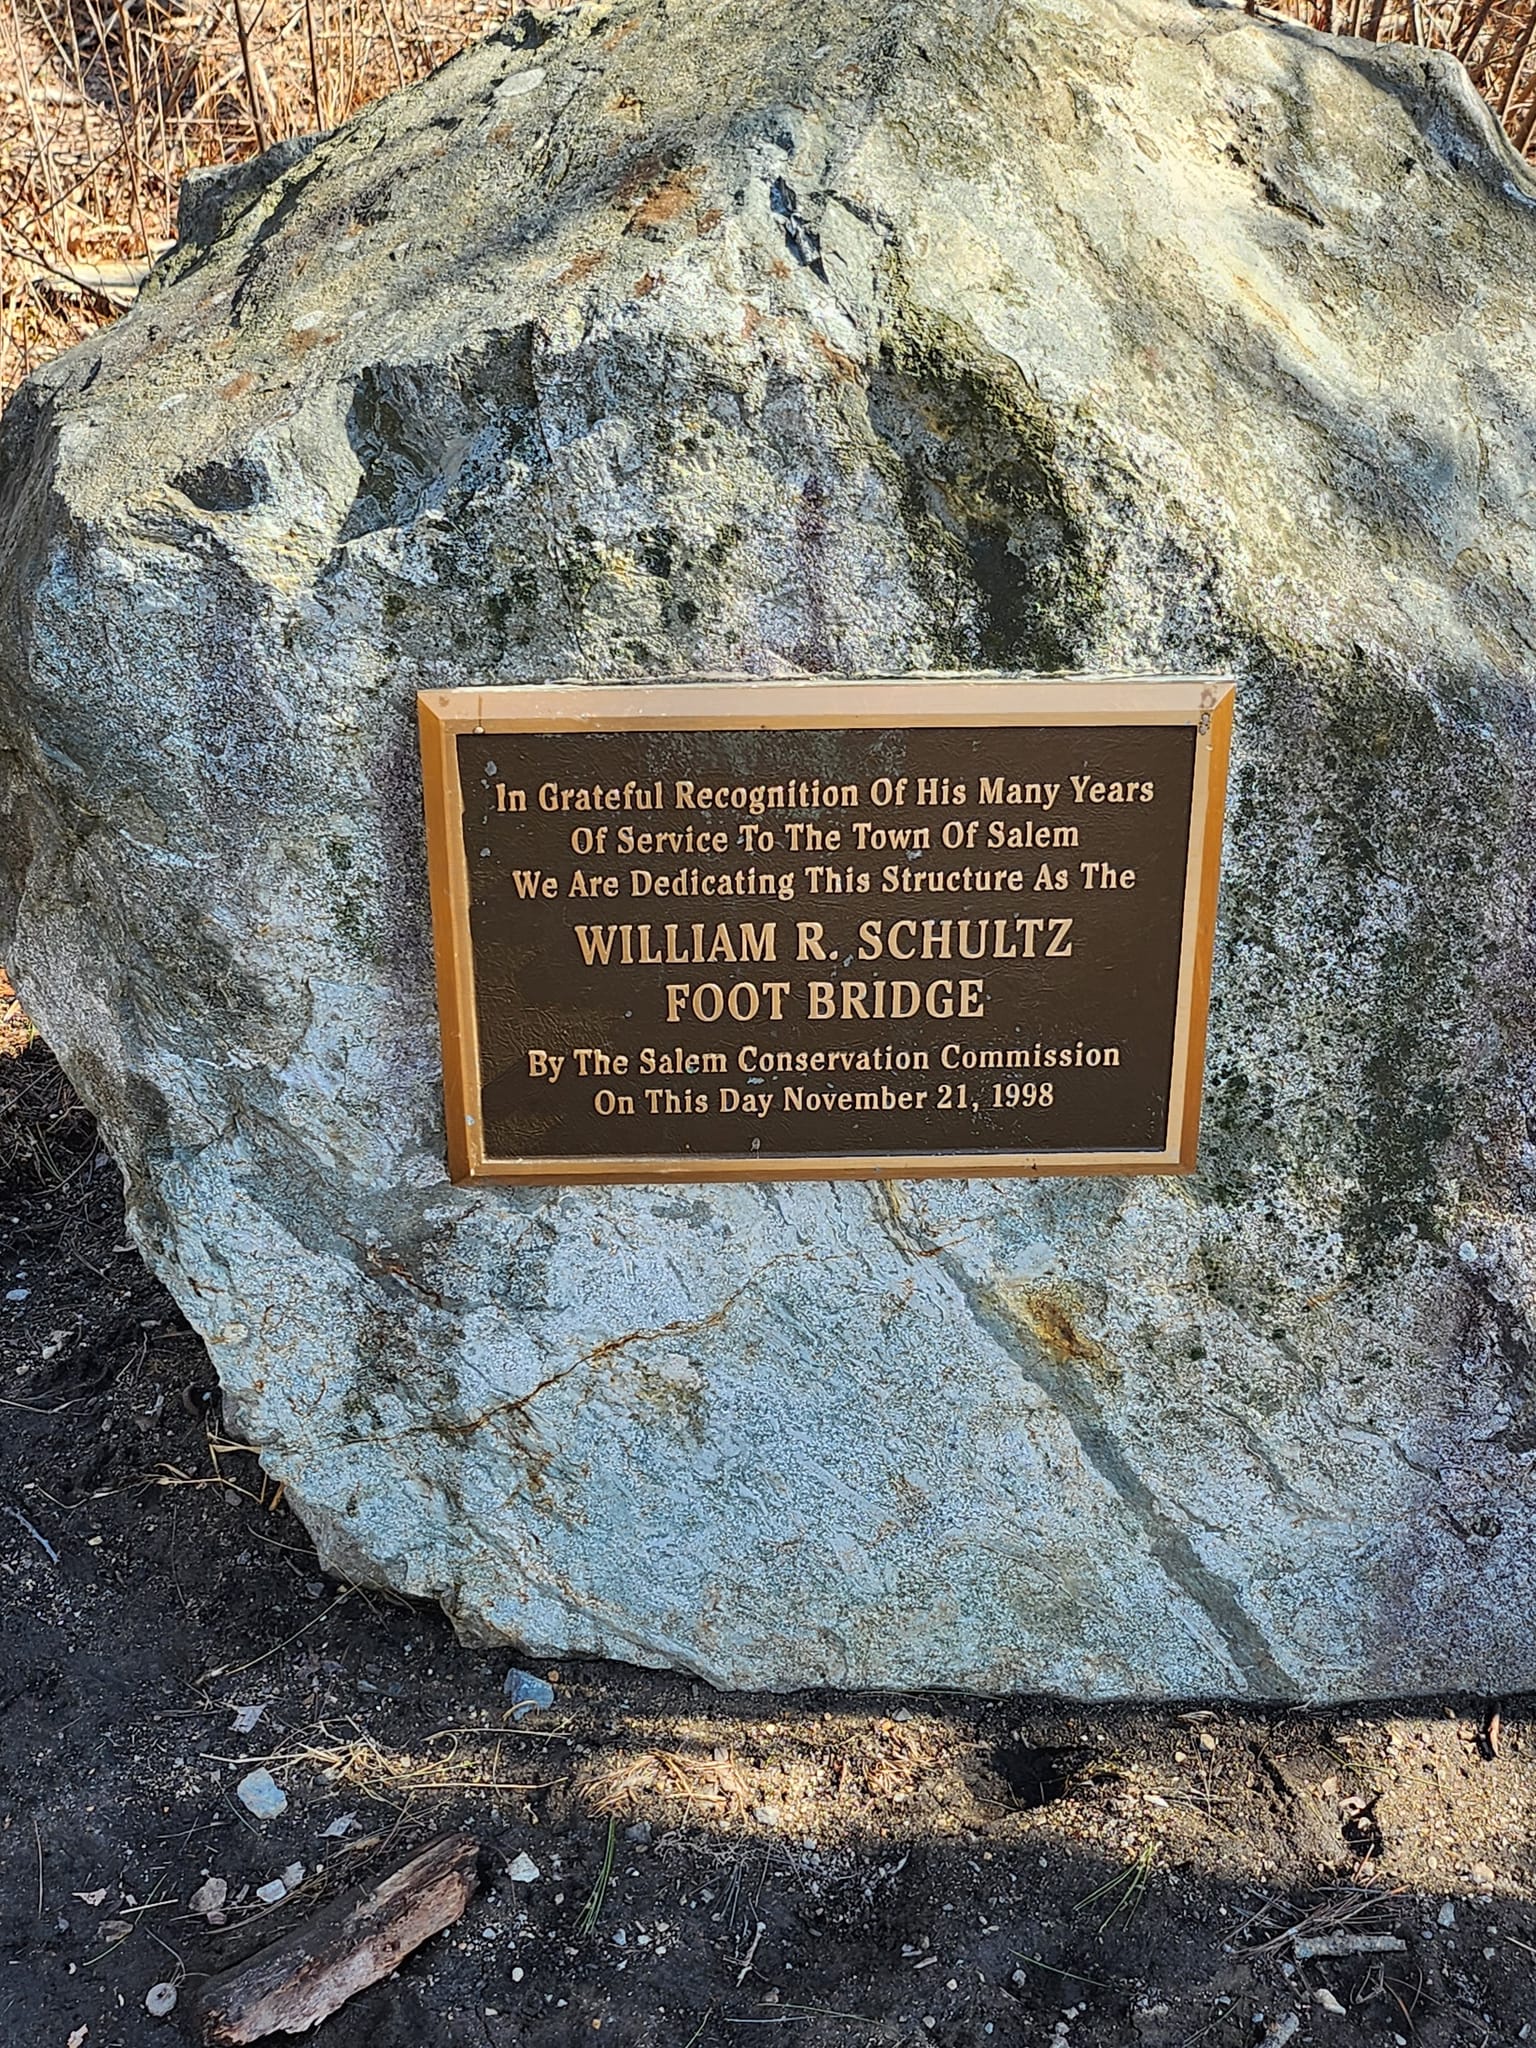 In Grateful Recognition Of His Many Years
Of Service To The Town Of Salem
We Are Dedicating This Structure As The
WILLIAM R. SCHULTZ
FOOT BRIDGE
By The Salem Conservation Commission
On This Day November 21, 1998